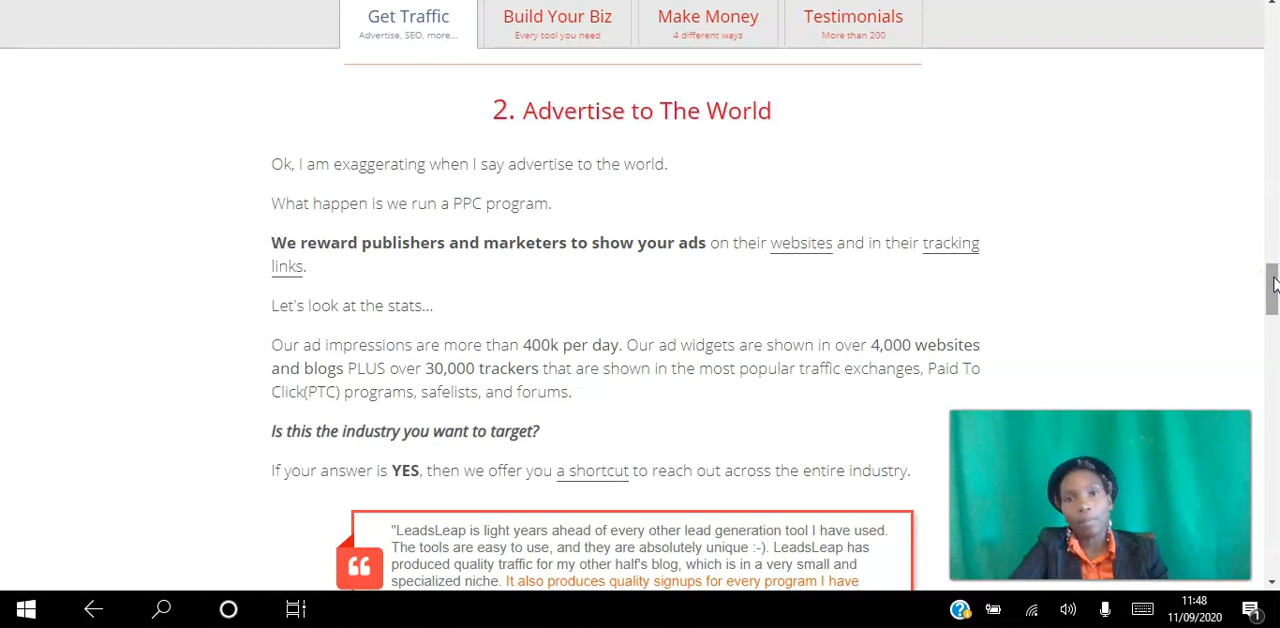 Get Traffic
Advertise, SEO, more...
Build Your Biz
Every tool you need
Make Money
4 different ways
Testimonials
More than 200
2. Advertise to The World
Ok, I am exaggerating when I say advertise to the world.
What happen is we run a PPC program.
We reward publishers and marketers to show your ads on their websites and in their tracking
links.
Let's look at the stats...
Our ad impressions are more than 400k per day. Our ad widgets are shown in over 4,000 websites
and blogs PLUS over 30,000 trackers that are shown in the most popular traffic exchanges, Paid To
Click(PTC) programs, safelists, and forums.
Is this the industry you want to target?
If your answer is YES, then we offer you a shortcut to reach out across the entire industry.
"LeadsLeap is light years ahead of every other lead generation tool I have used.
The tools are easy to use, and they are absolutely unique :-). LeadsLeap has
produced quality traffic for my other half's blog, which is in a very small and
specialized niche. It also produces quality signups for every program I have
11:48
11/09/2020
1